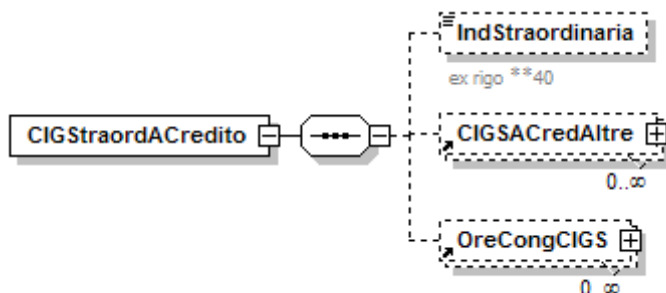 IndStraordinaria
ex rigo **40
CIGStraordACredito
CIGSACredAltre
0..∞
OreCongCIGS
0..∞